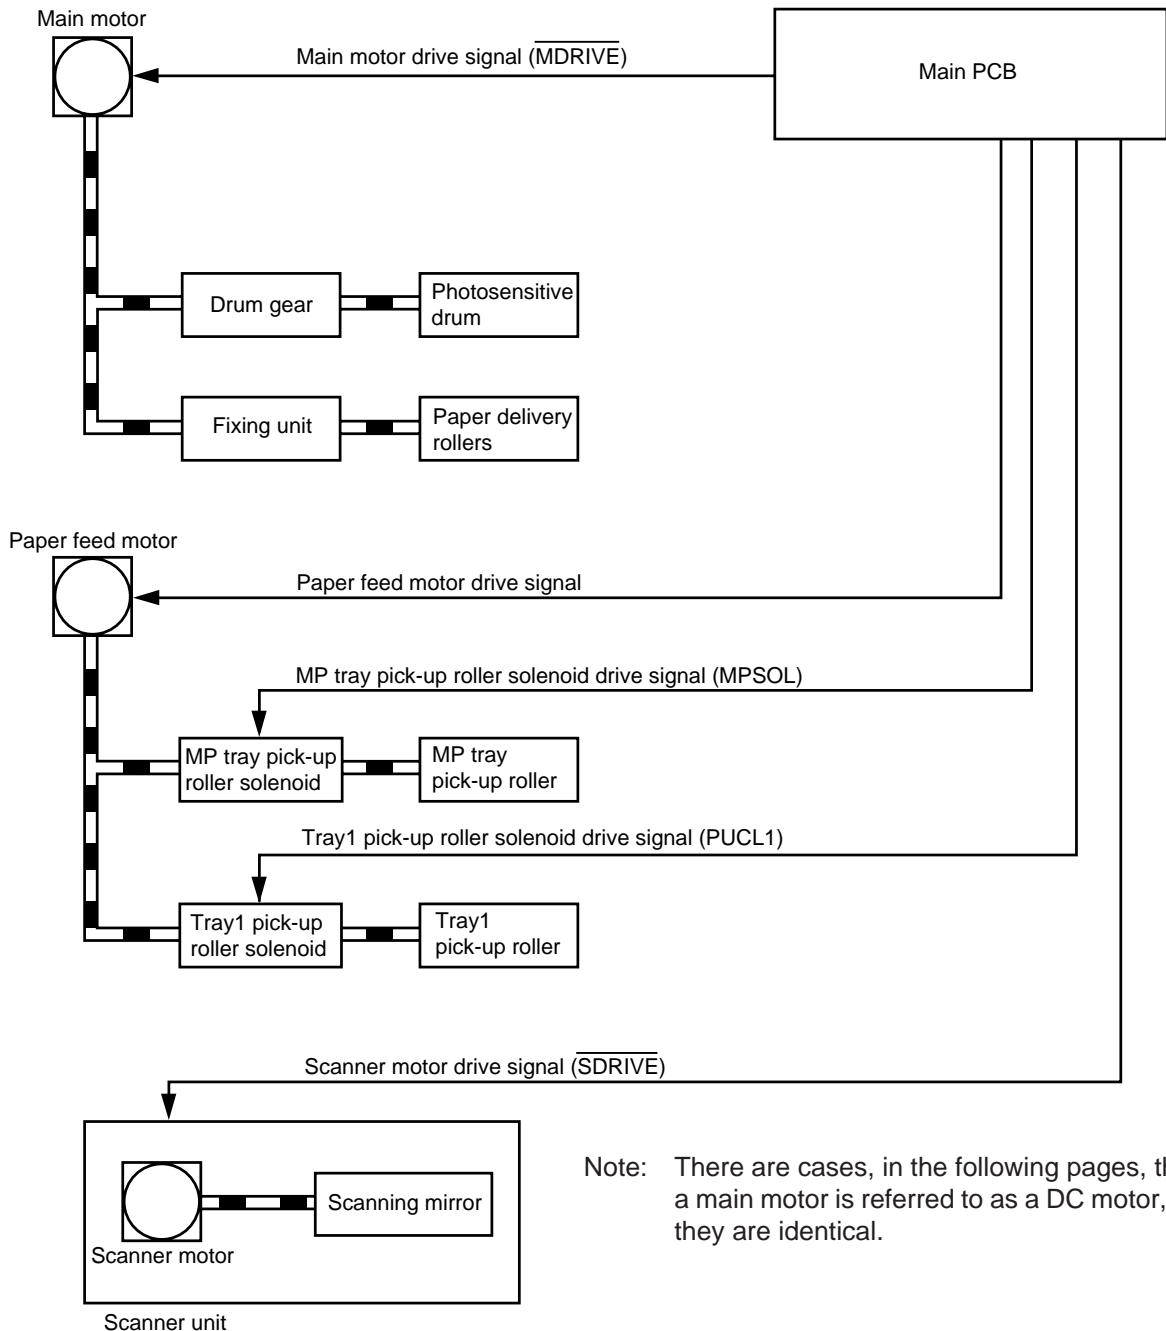 Main motor
Main motor drive signal (MDRIVE)
Main PCB
Drum gear
Photosensitive
drum
Fixing unit
Paper delivery
rollers
Paper feed motor
Paper feed motor drive signal
MP tray pick-up roller solenoid drive signal (MPSOL)
MP tray pick-up
roller solenoid
MP tray
pick-up roller
Tray1 pick-up roller solenoid drive signal (PUCL1)
Tray1 pick-up
roller solenoid
Tray1
pick-up roller
Scanner motor drive signal (SDRIVE)
Scanning mirror
Scanner motor
Scanner unit
Note: There are cases, in the following pages,
a main motor is referred to as a DC motor,
they are identical.